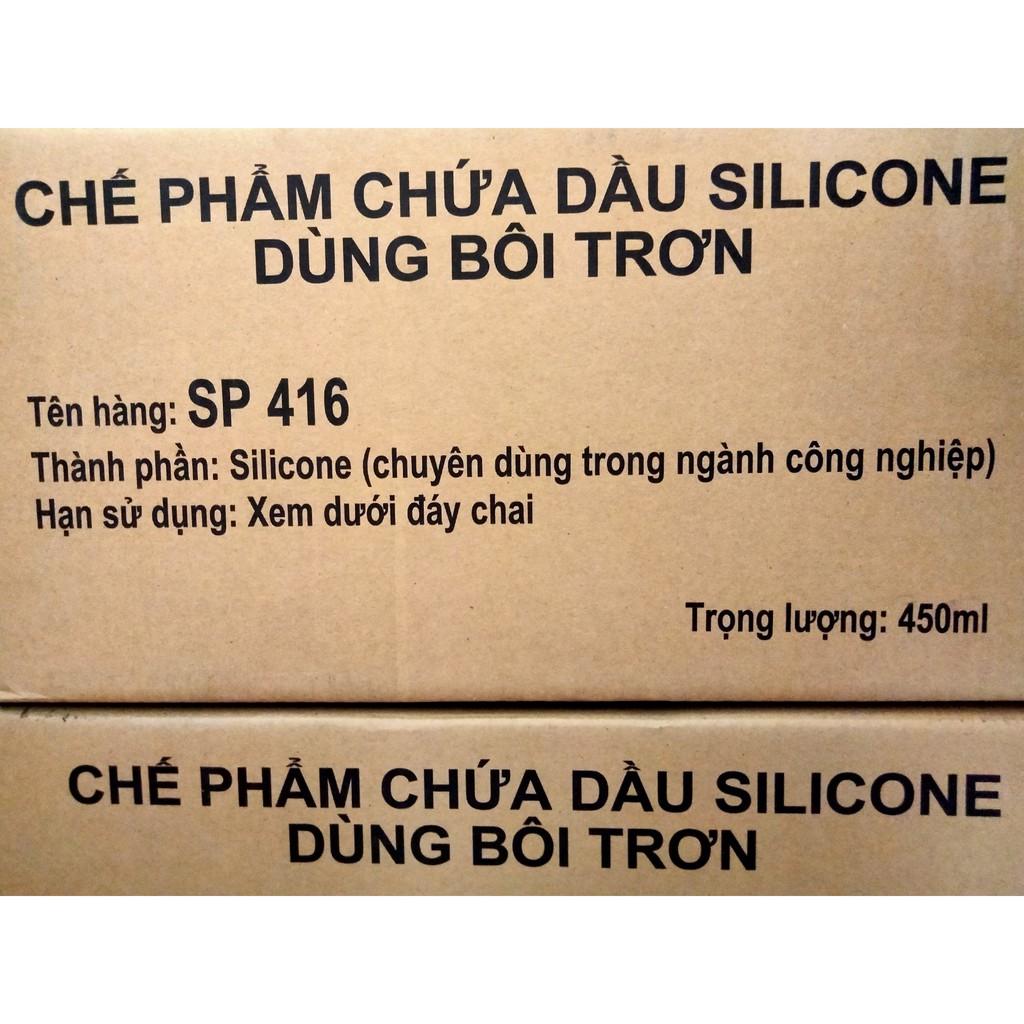 CHẾ PHẨM CHỨA DẦU SILICONE
DÙNG BÔI TRƠN
Tên hàng: SP 416
Thành phần: Silicone (chuyên dùng trong ngành công nghiệp)
Hạn sử dụng: Xem dưới đáy chai
Trọng lượng: 450ml
CHẾ PHẨM CHỨA DẦU SILICONE
DÙNG BÔI TRƠN